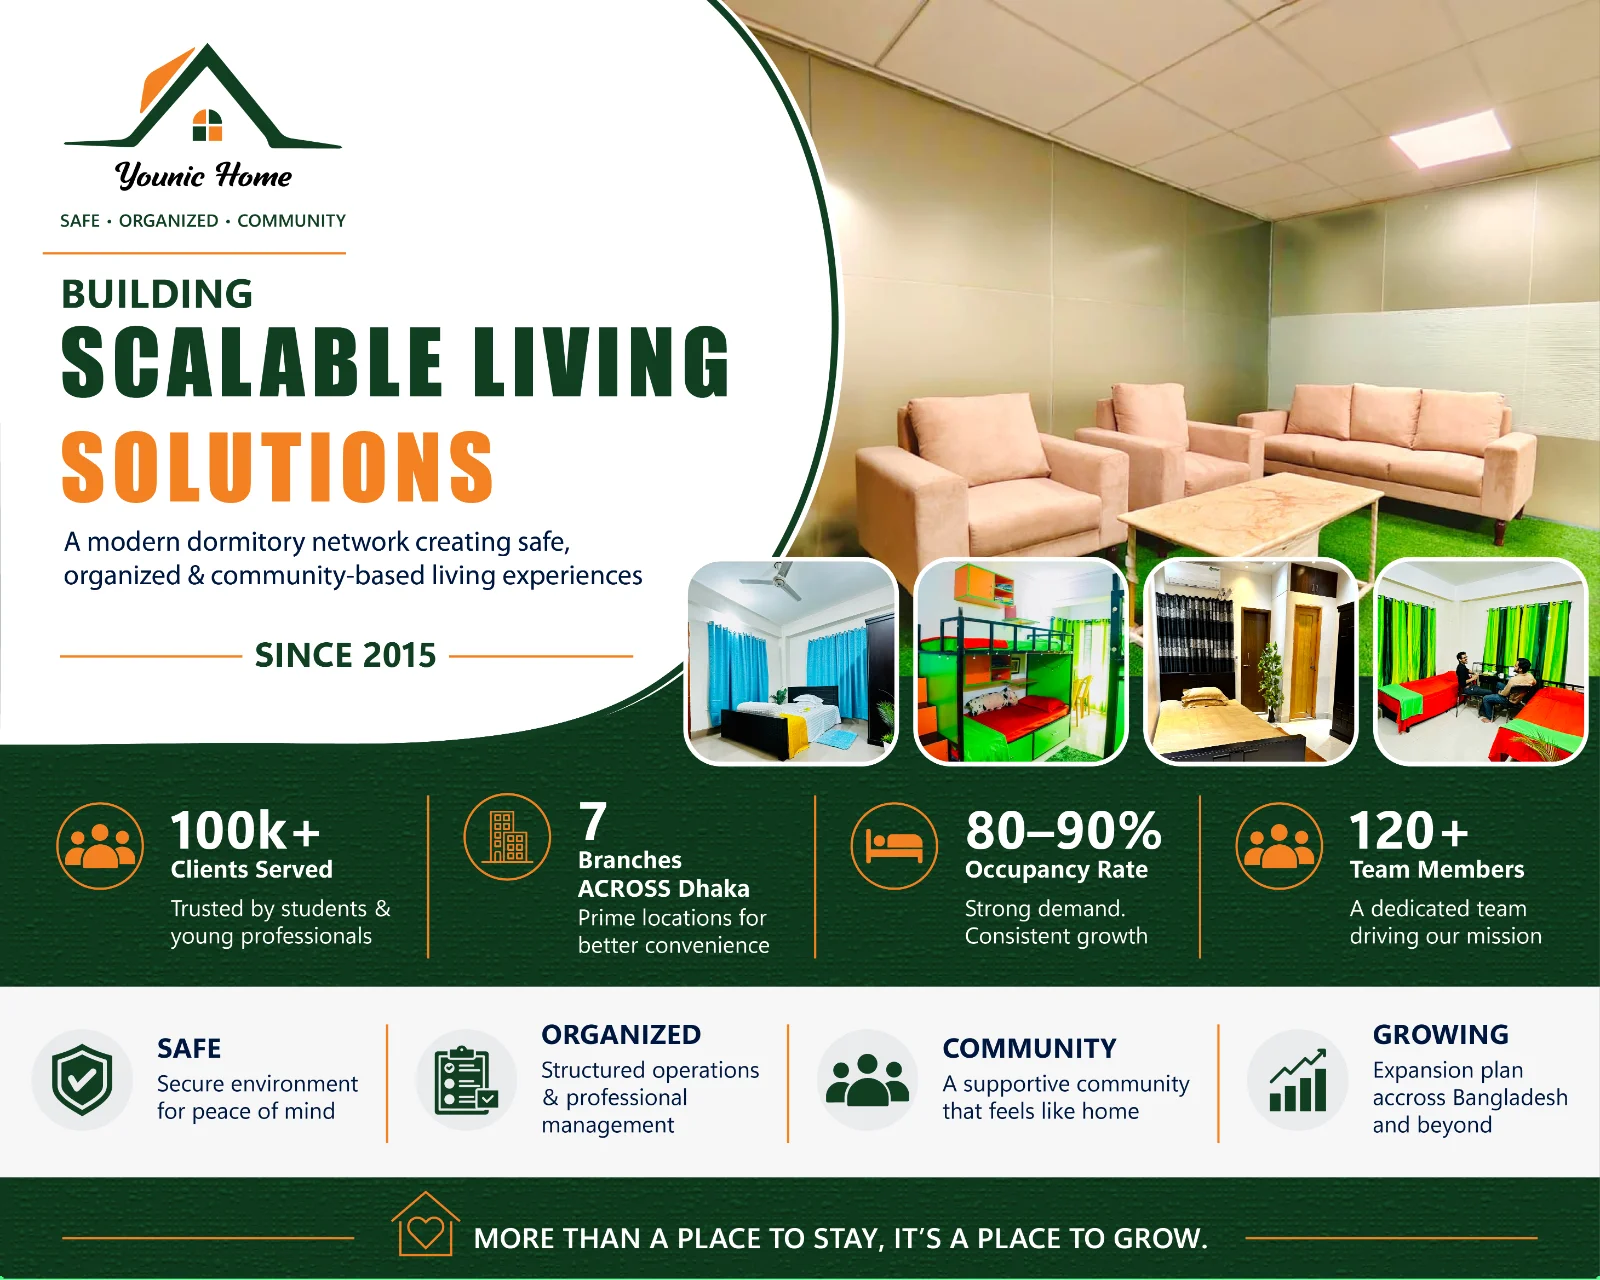 Younic Home
SAFE • ORGANIZED • COMMUNITY
BUILDING
SCALABLE LIVING
SOLUTIONS
A modern dormitory network creating safe,
organized & community-based living experiences
SINCE 2015
100k+
Clients Served
Trusted by students &
young professionals
7
Branches
ACROSS Dhaka
Prime locations for
better convenience
80–90%
Occupancy Rate
Strong demand.
Consistent growth
120+
Team Members
A dedicated team
driving our mission
SAFE
Secure environment
for peace of mind
ORGANIZED
Structured operations
& professional
management
COMMUNITY
A supportive community
that feels like home
GROWING
Expansion plan
accross Bangladesh
and beyond
MORE THAN A PLACE TO STAY, IT'S A PLACE TO GROW.